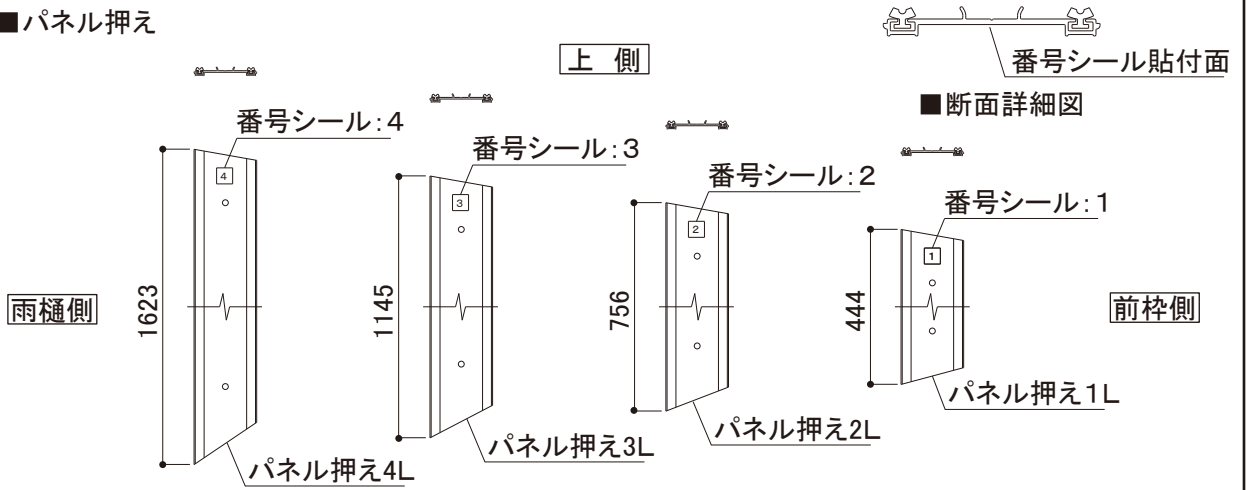 ■パネル押え
上 側
番号シール貼付面
■断面詳細図
番号シール:4
番号シール:3
番号シール:2
番号シール:1
4
3
2
1
雨樋側
1623
1145
756
444
前枠側
パネル押え4L
パネル押え3L
パネル押え2L
パネル押え1L